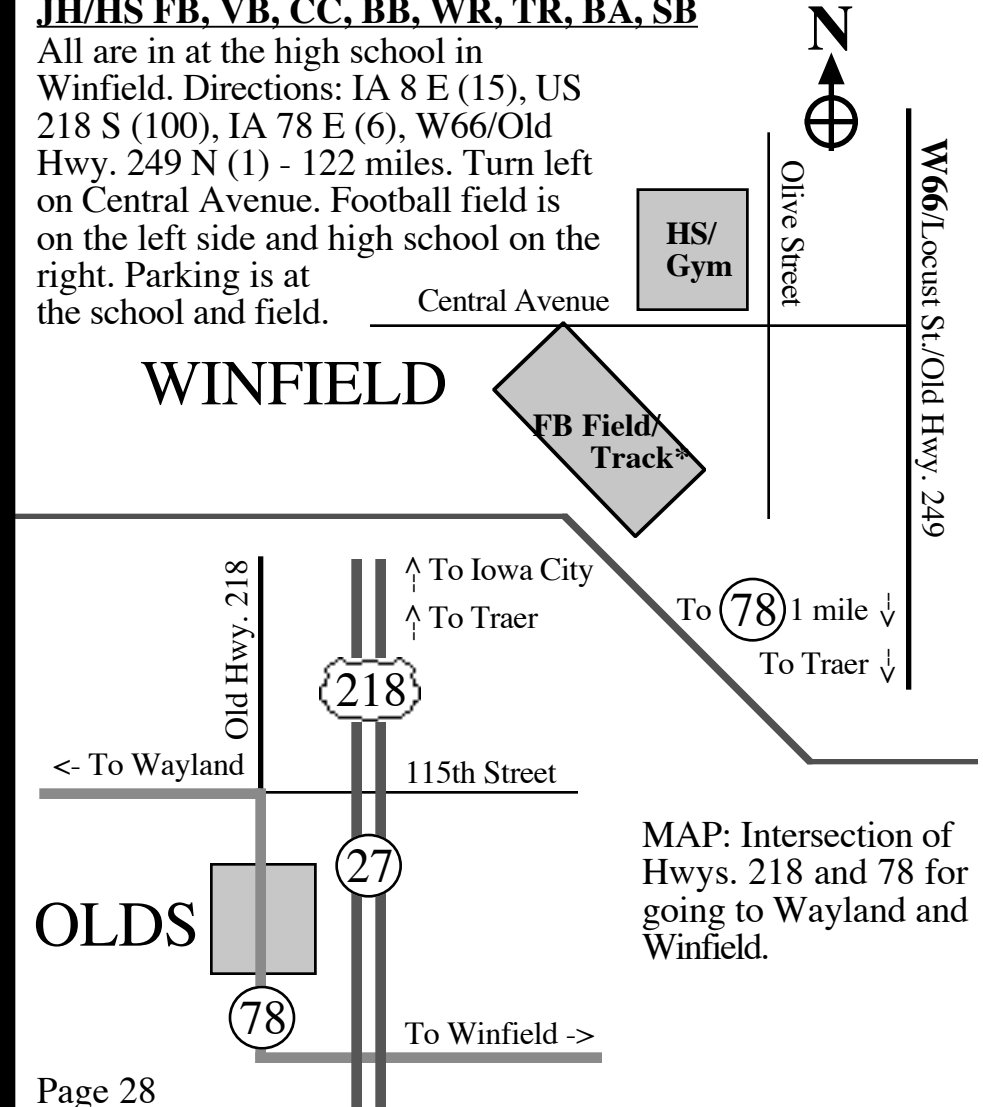 JH/HS FB, VB, CC, BB, WR, TR, BA, SB
All are in at the high school in
Winfield. Directions: IA 8 E (15), US
218 S (100), IA 78 E (6), W66/Old
Hwy. 249 N (1) - 122 miles. Turn left
on Central Avenue. Football field is
on the left side and high school on the
right. Parking is at
the school and field.
N
W66/Locust St./Old Hwy. 249
Olive Street
HS/
Gym
Central Avenue
WINFIELD
FB Field/
Track*
To 78 1 mile
To Traer
Old Hwy. 218
To Iowa City
To Traer
218
<- To Wayland
115th Street
27
OLDS
78
To Winfield ->
MAP: Intersection of
Hwys. 218 and 78 for
going to Wayland and
Winfield.
Page 28